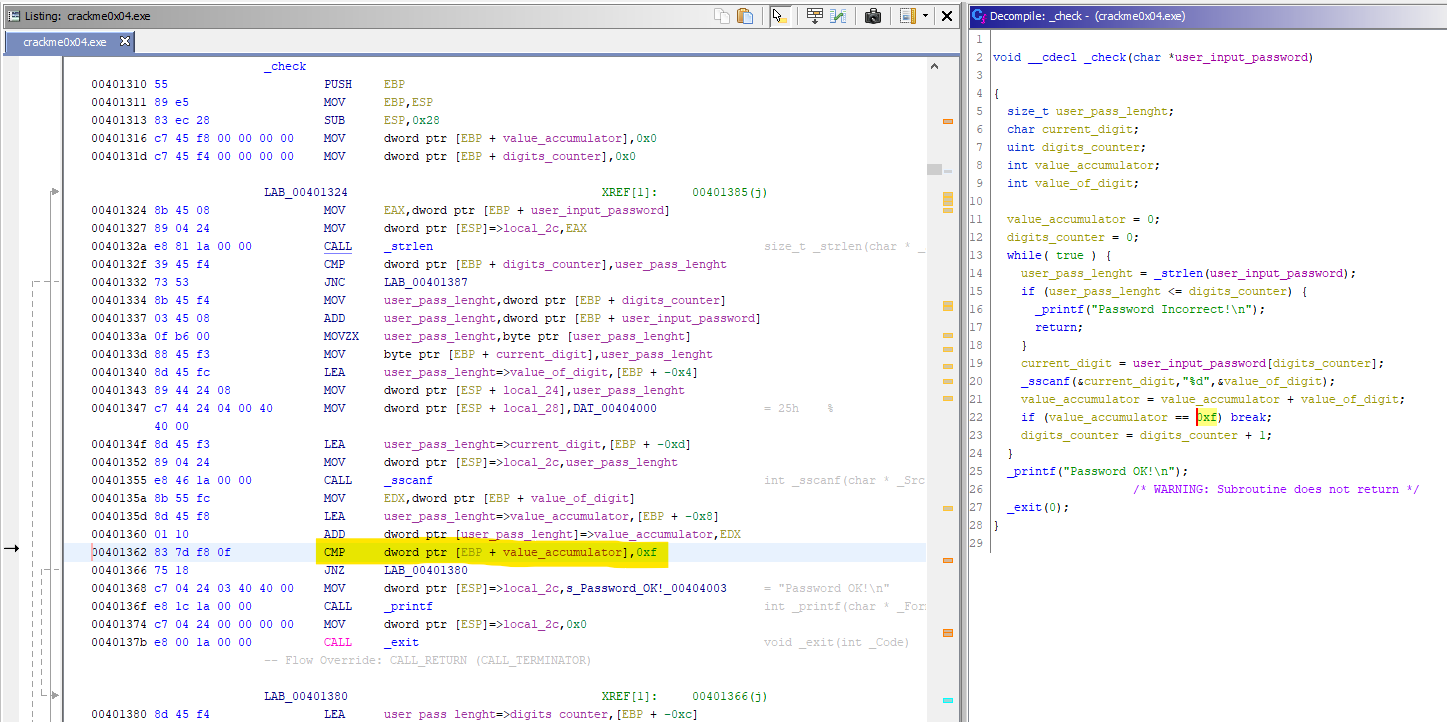 Listing: crackme0x04.exe
crackme0x04.exe
_check
00401310 55 PUSH EBP
00401311 89 e5 MOV EBP,ESP
00401313 83 ec 28 SUB ESP,0x28
00401316 c7 45 f8 00 00 00 00 MOV dword ptr [EBP + value_accumulator],0x0
0040131d c7 45 f4 00 00 00 00 MOV dword ptr [EBP + digits_counter],0x0
LAB_00401324 XREF[1]: 00401385(j)
00401324 8b 45 08 MOV EAX,dword ptr [EBP + user_input_password]
00401327 89 04 24 MOV dword ptr [ESP]=>local_2c,EAX
0040132a e8 81 1a 00 00 CALL _strlen size_t _strlen(char * _
0040132f 39 45 f4 CMP dword ptr [EBP + digits_counter],user_pass_lenght
00401332 73 53 JNC LAB_00401387
00401334 8b 45 f4 MOV user_pass_lenght,dword ptr [EBP + digits_counter]
00401337 03 45 08 ADD user_pass_lenght,dword ptr [EBP + user_input_password]
0040133a 0f b6 00 MOVZX user_pass_lenght,byte ptr [user_pass_lenght]
0040133d 88 45 f3 MOV byte ptr [EBP + current_digit],user_pass_lenght
00401340 8d 45 fc LEA user_pass_lenght=>value_of_digit,[EBP + -0x4]
00401343 89 44 24 08 MOV dword ptr [ESP + local_24],user_pass_lenght
00401347 c7 44 24 04 00 40 MOV dword ptr [ESP + local_28],DAT_00404000 = 25h %
40 00
0040134f 8d 45 f3 LEA user_pass_lenght=>current_digit,[EBP + -0xd]
00401352 89 04 24 MOV dword ptr [ESP]=>local_2c,user_pass_lenght
00401355 e8 46 1a 00 00 CALL _sscanf int _sscanf(char * _Src
0040135a 8b 55 fc MOV EDX,dword ptr [EBP + value_of_digit]
0040135d 8d 45 f8 LEA user_pass_lenght=>value_accumulator,[EBP + -0x8]
00401360 01 10 ADD dword ptr [user_pass_lenght]=>value_accumulator,EDX
00401362 83 7d f8 0f CMP dword ptr [EBP + value_accumulator],0xf
00401366 75 18 JNZ LAB_00401380
00401368 c7 04 24 03 40 40 00 MOV dword ptr [ESP]=>local_2c,s_Password_OK!_00404003 = "Password OK!\n"
0040136f e8 1c 1a 00 00 CALL _printf int _printf(char * _For
00401374 c7 04 24 00 00 00 00 MOV dword ptr [ESP]=>local_2c,0x0
0040137b e8 00 1a 00 00 CALL _exit void _exit(int _Code)
-- Flow Override: CALL_RETURN (CALL_TERMINATOR)
LAB_00401380 XREF[1]: 00401366(j)
00401380 8d 45 f4 LEA user_pass_lenght=>digits_counter,[EBP + -0xc]
Decompile: _check - (crackme0x04.exe)
1
2 void __cdecl _check(char *user_input_password)
3
4 {
5 size_t user_pass_lenght;
6 char current_digit;
7 uint digits_counter;
8 int value_accumulator;
9 int value_of_digit;
10
11 value_accumulator = 0;
12 digits_counter = 0;
13 while( true ) {
14 user_pass_lenght = _strlen(user_input_password);
15 if (user_pass_lenght <= digits_counter) {
16 _printf("Password Incorrect!\n");
17 return;
18 }
19 current_digit = user_input_password[digits_counter];
20 _sscanf(&current_digit,"%d",&value_of_digit);
21 value_accumulator = value_accumulator + value_of_digit;
22 if (value_accumulator == 0xf) break;
23 digits_counter = digits_counter + 1;
24 }
25 _printf("Password OK!\n");
26 /* WARNING: Subroutine does not return */
27 _exit(0);
28 }
29